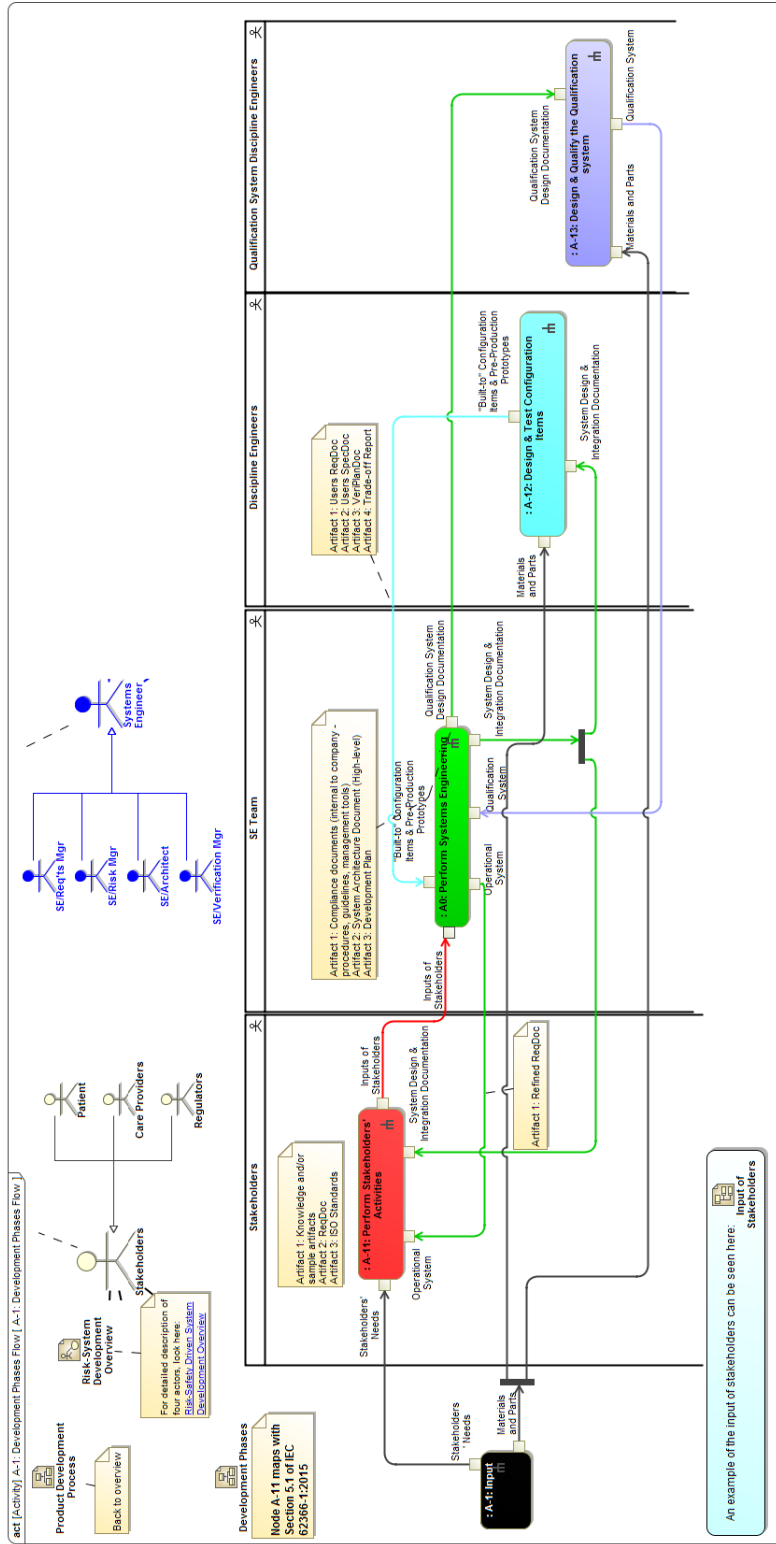 act [Activity] A-1: Development Phases Flow [ A-1: Development Phases Flow ]
Product Development
Process
Back to overview
Risk-System
Development
Overview
For detailed description of
four actors, look here:
Risk-Safety Driven System
Development Overview
Stakeholders
Patient
Care Providers
Regulators
SE/Req'ts Mgr
SE/Risk Mgr
SE/Architect
SE/Verification Mgr
Systems
Engineer
Development Phases
Node A-11 maps with
Section 5.1 of IEC
62366-1:2015
Stakeholders
SE Team
Discipline Engineers
Qualification System Discipline Engineers
Artifact 1: Knowledge and/or
sample artifacts
Artifact 2: ReqDoc
Artifact 3: ISO Standards
Artifact 1: Compliance documents (internal to company -
procedures, guidelines, management tools)
Artifact 2: System Architecture Document (High-level)
Artifact 3: Development Plan
Artifact 1: Users ReqDoc
Artifact 2: Users SpecDoc
Artifact 3: VeriPlanDoc
Artifact 4: Trade-off Report
Stakeholders
' Needs
Stakeholders'
Needs
: A-11: Perform Stakeholders'
Activities
Inputs of
Stakeholders
Inputs of
Stakeholders
"Built-to" Configuration
Items & Pre-Production
Prototypes
"Built-to" Configuration
Items & Pre-Production
Prototypes
Operational
System
System Design &
Integration Documentation
: A0: Perform Systems Engineering
Qualification System
Design Documentation
Qualification System
Design Documentation
Operational
System
Qualification
System
System Design &
Integration Documentation
: A-1: Input
Materials
and Parts
Artifact 1: Refined ReqDoc
Materials
and Parts
: A-12: Design & Test Configuration
Items
System Design &
Integration Documentation
: A-13: Design & Qualify the Qualification
system
Materials and Parts
Qualification System
An example of the input of stakeholders can be seen here:
Input of
Stakeholders